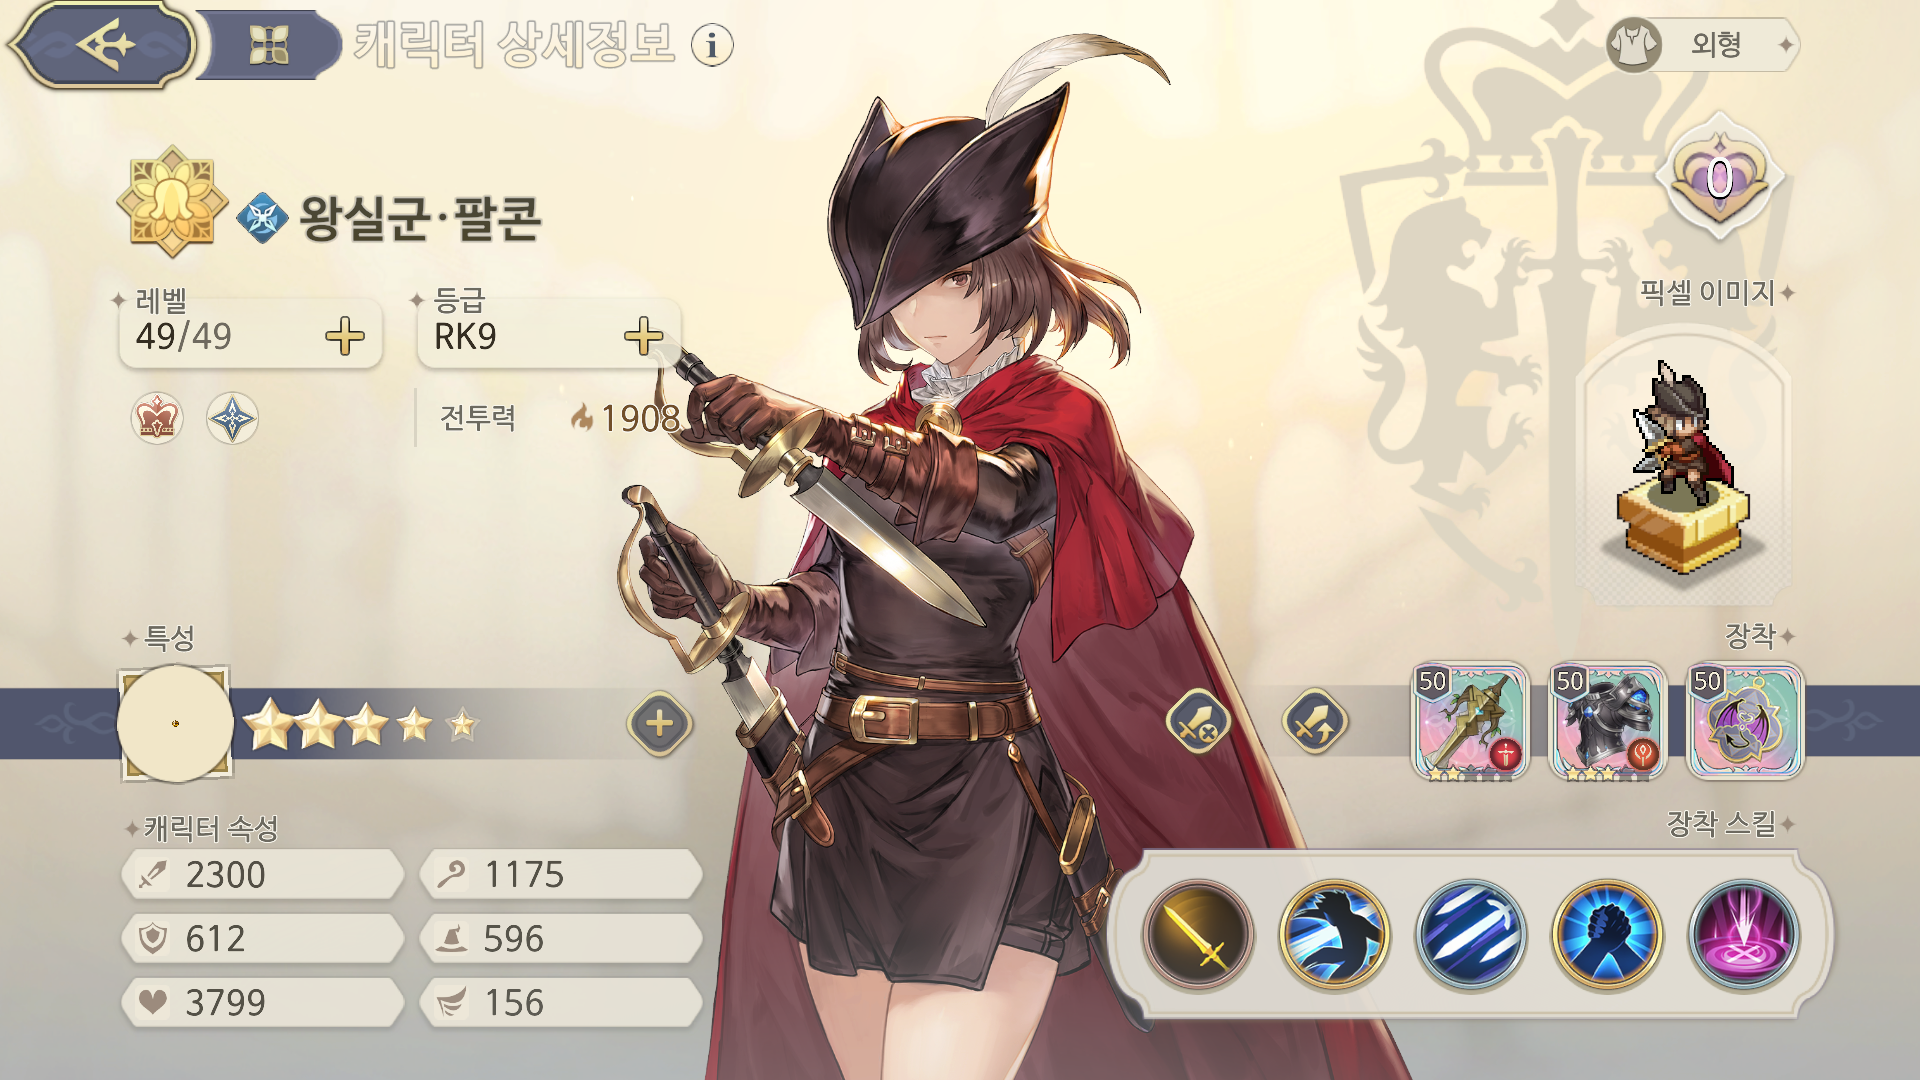 캐릭터 상세정보 i
외형
왕실군·팔콘
0
레벨
49/49
등급
RK9
픽셀 이미지
전투력 1908
특성
장착
50 50 50
캐릭터 속성
장착 스킬
2300 1175
612 596
3799 156